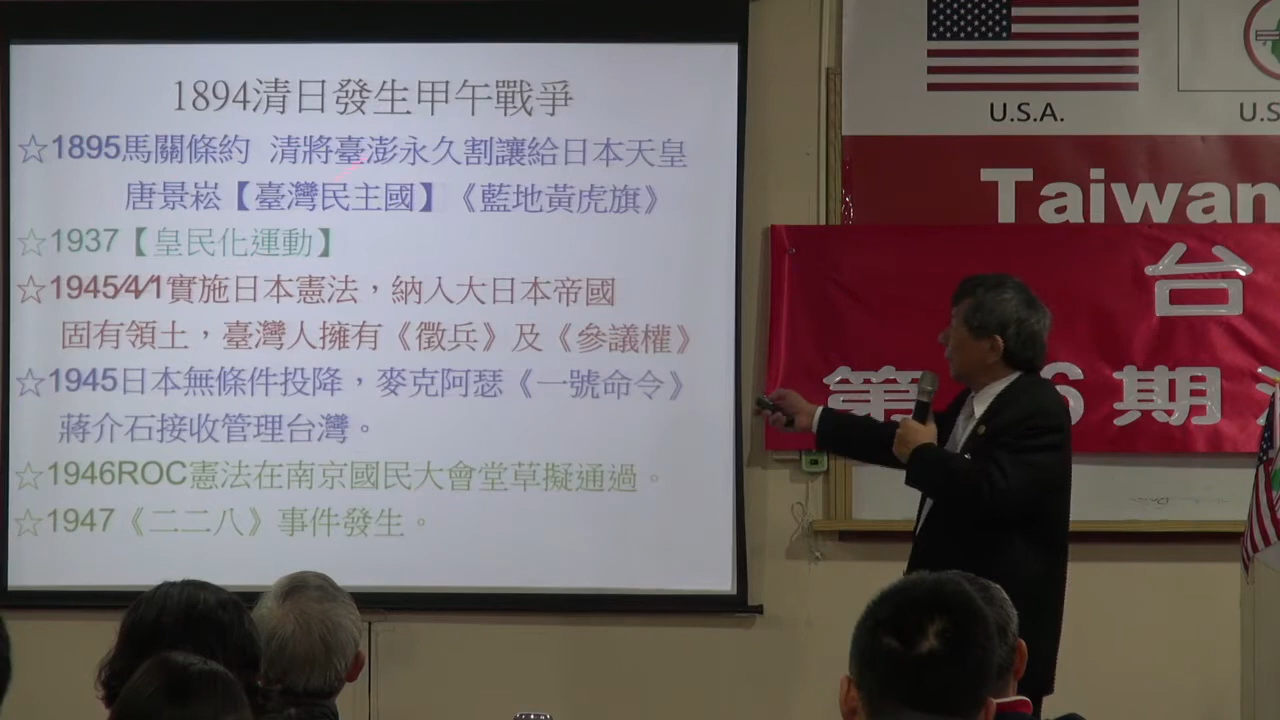 1894清日發生甲午戰爭
☆1895馬關條約 清將臺澎永久割讓給日本天皇
唐景崧【臺灣民主國】《藍地黃虎旗》
☆1937【皇民化運動】
☆1945/4/1實施日本憲法，納入大日本帝國
固有領土，臺灣人擁有《徵兵》及《參議權》
☆1945日本無條件投降，麥克阿瑟《一號命令》
蔣介石接收管理台灣。
☆1946ROC憲法在南京國民大會堂草擬通過。
☆1947《二二八》事件發生。
U.S.A.
U.S
Taiwan
台
第 6期